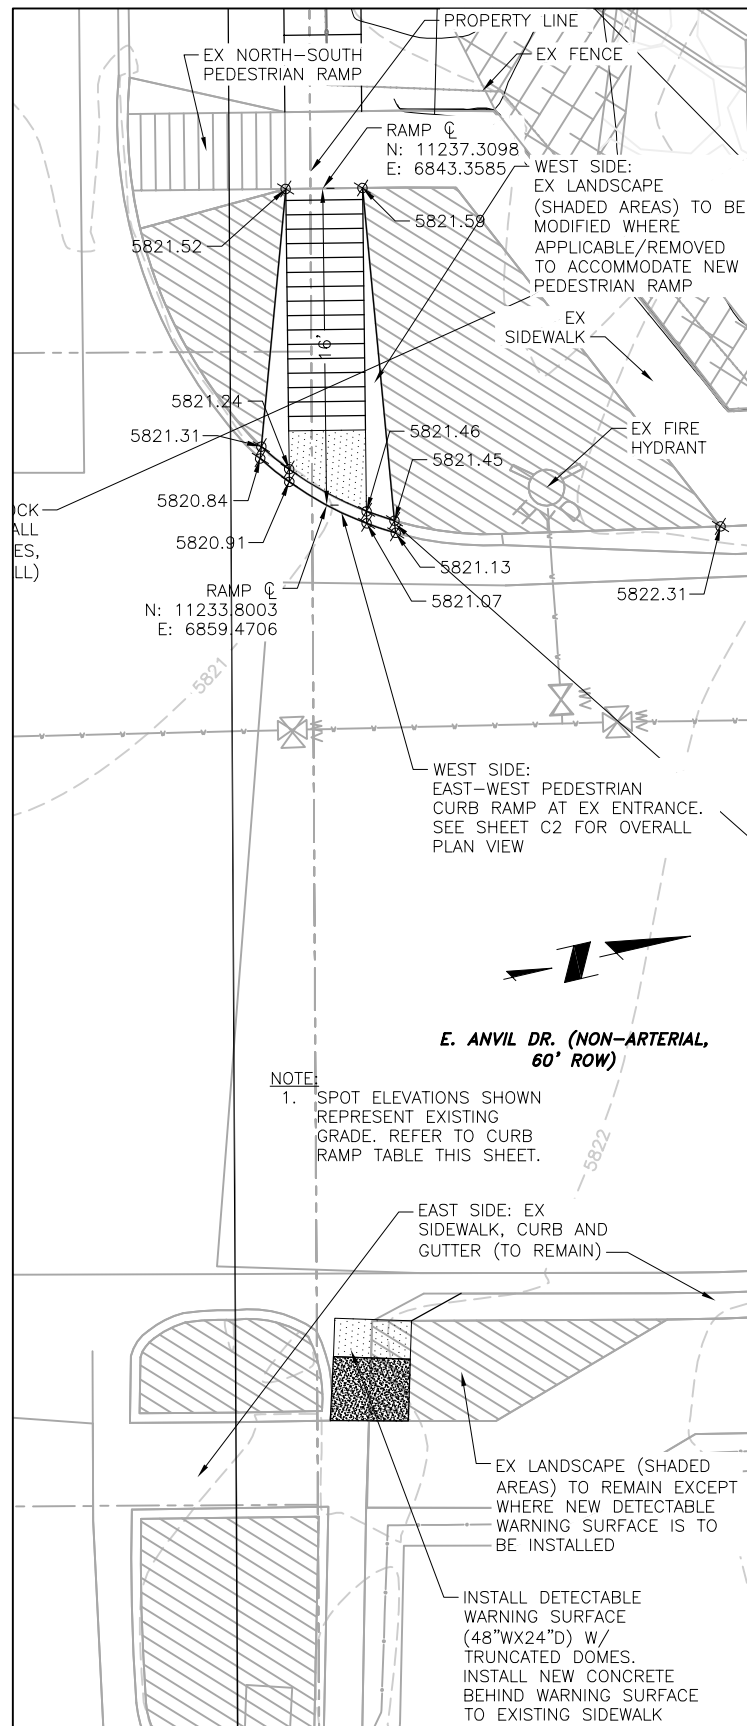 PROPERTY LINE
EX NORTH-SOUTH
PEDESTRIAN RAMP
EX FENCE
RAMP ℄
N: 11237.3098
E: 6843.3585
WEST SIDE:
EX LANDSCAPE
(SHADED AREAS) TO BE
MODIFIED WHERE
APPLICABLE/REMOVED
TO ACCOMMODATE NEW
PEDESTRIAN RAMP
5821.52
5821.59
EX
SIDEWALK
16'
5821.24
5821.31
5821.46
5821.45
EX FIRE
HYDRANT
5820.84
5820.91
OCK
ALL
ES,
LL)
5821.13
5821.07
5822.31
RAMP ℄
N: 11233.8003
E: 6859.4706
5821
WEST SIDE:
EAST-WEST PEDESTRIAN
CURB RAMP AT EX ENTRANCE.
SEE SHEET C2 FOR OVERALL
PLAN VIEW
E. ANVIL DR. (NON-ARTERIAL,
60' ROW)
NOTE:
1. SPOT ELEVATIONS SHOWN
REPRESENT EXISTING
GRADE. REFER TO CURB
RAMP TABLE THIS SHEET.
5822
EAST SIDE: EX
SIDEWALK, CURB AND
GUTTER (TO REMAIN)
EX LANDSCAPE (SHADED
AREAS) TO REMAIN EXCEPT
WHERE NEW DETECTABLE
WARNING SURFACE IS TO
BE INSTALLED
INSTALL DETECTABLE
WARNING SURFACE
(48"WX24"D) W/
TRUNCATED DOMES.
INSTALL NEW CONCRETE
BEHIND WARNING SURFACE
TO EXISTING SIDEWALK